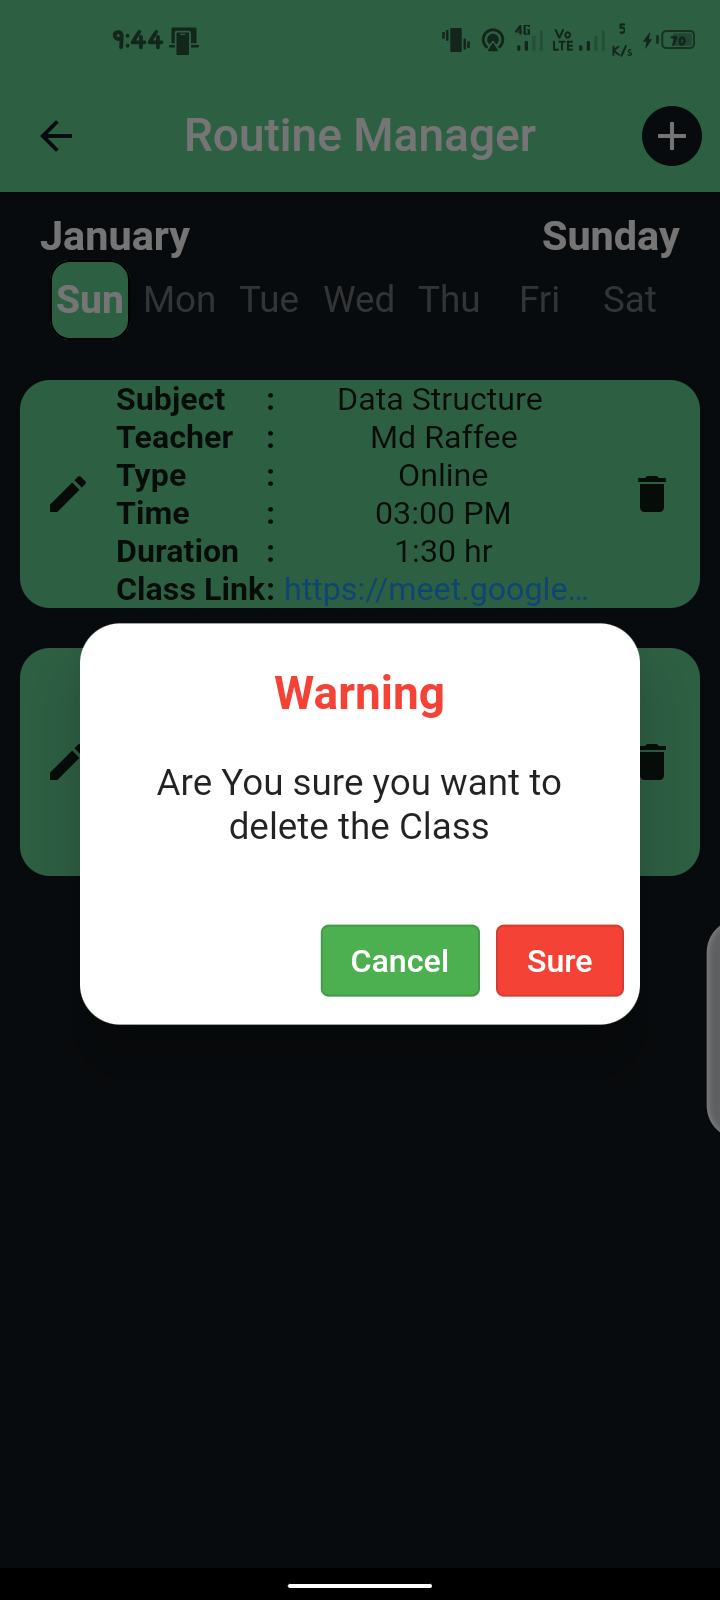 9:44 4G Vo LTE 5 K/s 70
Routine Manager
January Sunday
Sun Mon Tue Wed Thu Fri Sat
Subject : Data Structure
Teacher : Md Raffee
Type : Online
Time : 03:00 PM
Duration : 1:30 hr
Class Link: https://meet.google...
Warning
Are You sure you want to
delete the Class
Cancel Sure